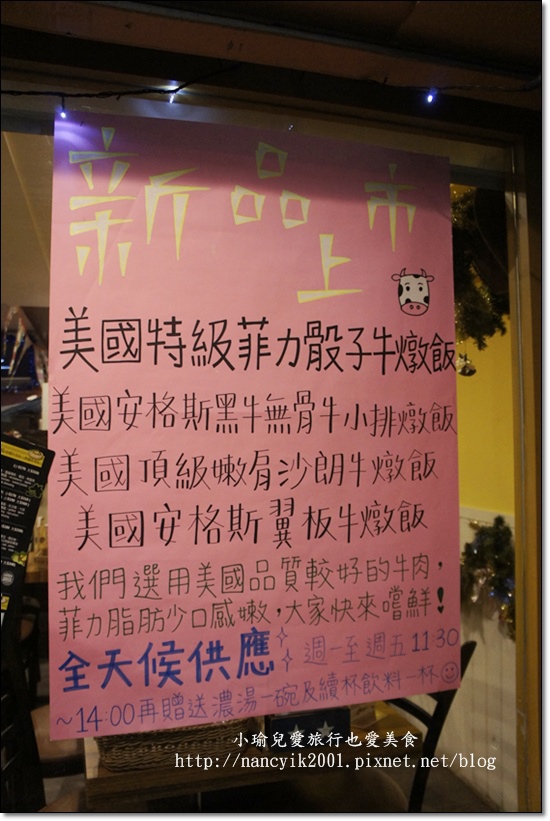 新品上市
美國特級菲力骰子牛燉飯
美國安格斯黑牛無骨牛小排燉飯
美國頂級嫩肩沙朗牛燉飯
美國安格斯翼板牛燉飯
我們選用美國品質較好的牛肉，
菲力脂肪少口感嫩，大家快來嚐鮮！
全天候供應 週一至週五 11:30
~14:00再贈送濃湯一碗及續杯飲料一杯
小瑜兒愛旅行也愛美食
http://nancyik2001.pixnet.net/blog